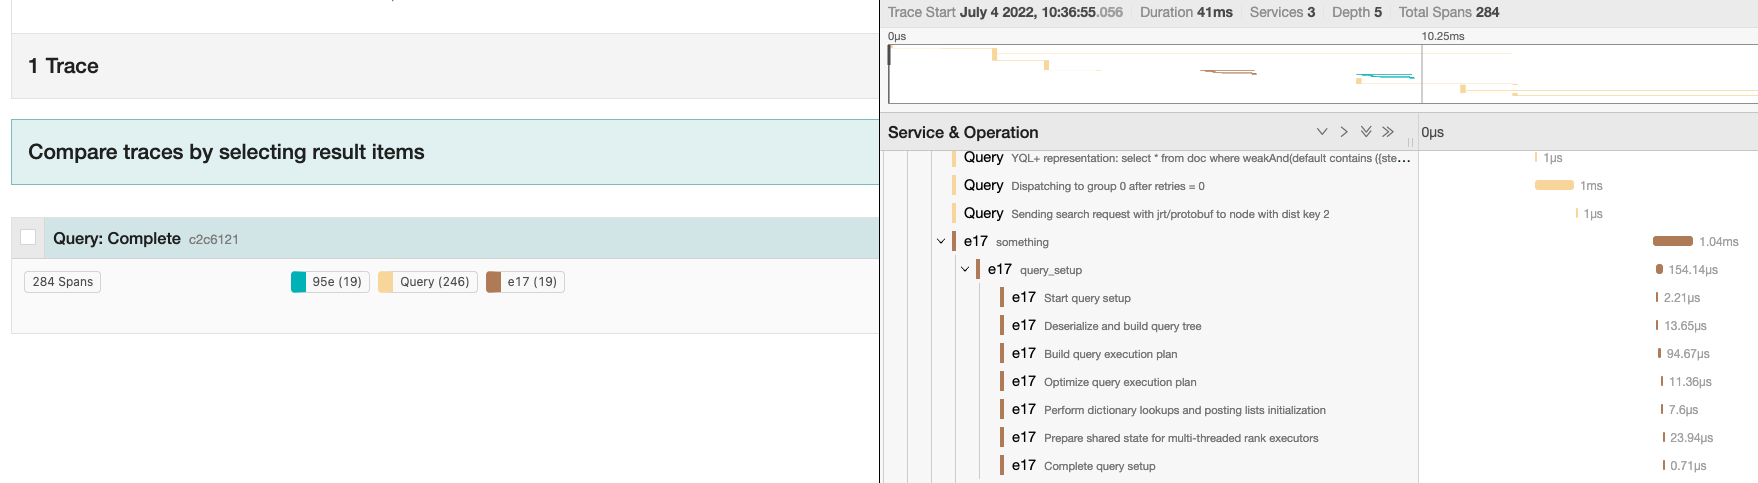 1 Trace
Compare traces by selecting result items
Query: Complete c2c6121
284 Spans 95e (19) Query (246) e17 (19)
Trace Start July 4 2022, 10:36:55.056 Duration 41ms Services 3 Depth 5 Total Spans 284
0μs 10.25ms
Service & Operation 0μs
Query YQL+ representation: select * from doc where weakAnd(default contains ({ste... 1μs
Query Dispatching to group 0 after retries = 0 1ms
Query Sending search request with jrt/protobuf to node with dist key 2 1μs
e17 something 1.04ms
e17 query_setup 154.14μs
e17 Start query setup 2.21μs
e17 Deserialize and build query tree 13.65μs
e17 Build query execution plan 94.67μs
e17 Optimize query execution plan 11.36μs
e17 Perform dictionary lookups and posting lists initialization 7.6μs
e17 Prepare shared state for multi-threaded rank executors 23.94μs
e17 Complete query setup 0.71μs